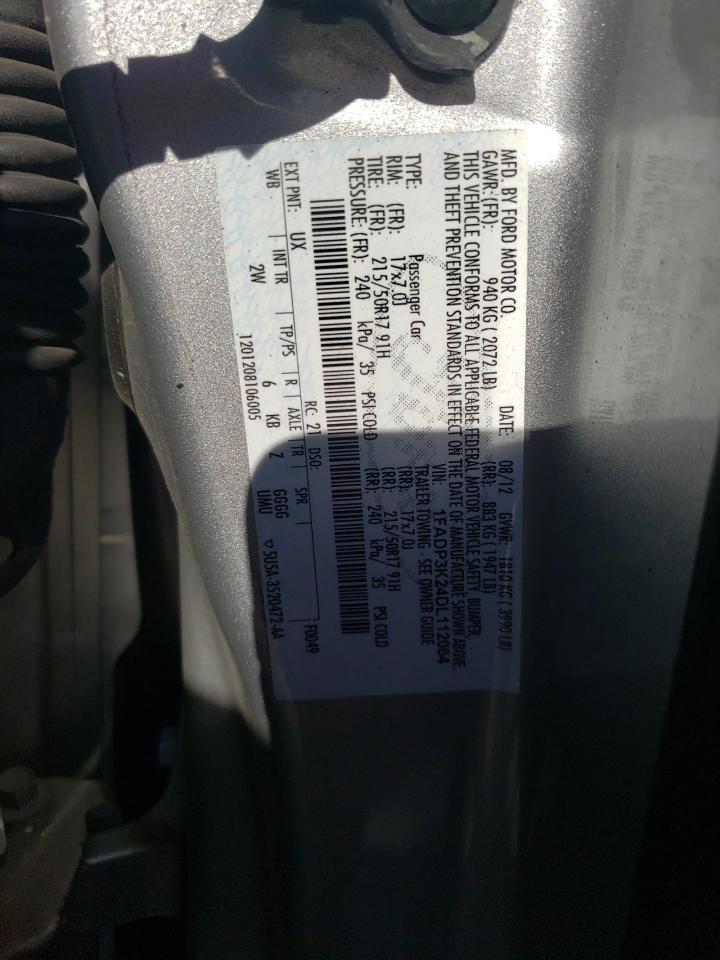 MFD. BY FORD MOTOR CO. DATE: 08/12 GVWR: 1810 KG ( 3990 LB)
GAWR: (FR): 940 KG ( 2072 LB) (RR): 883 KG ( 1947 LB)
THIS VEHICLE CONFORMS TO ALL APPLICABLE FEDERAL MOTOR VEHICLE SAFETY, BUMPER,
AND THEFT PREVENTION STANDARDS IN EFFECT ON THE DATE OF MANUFACTURE SHOWN ABOVE.
VIN: 1FADP3K24DL112064
TYPE: Passenger Car TRAILER TOWING - SEE OWNER GUIDE
RIM: (FR): 17x7.0J (RR): 17x7.0J
TIRE: (FR): 215/50R17 91H (RR): 215/50R17 91H
PRESSURE: (FR): 240 kPa/ 35 PSI COLD (RR): 240 kPa/ 35 PSI COLD
EXT PNT: UX RC: 21 DSO: F0049
WB INT TR TP/PS R AXLE TR SPR
2W 6 KB Z GGGG
UMU ▽5U5A-3520472-AA
1201208106005